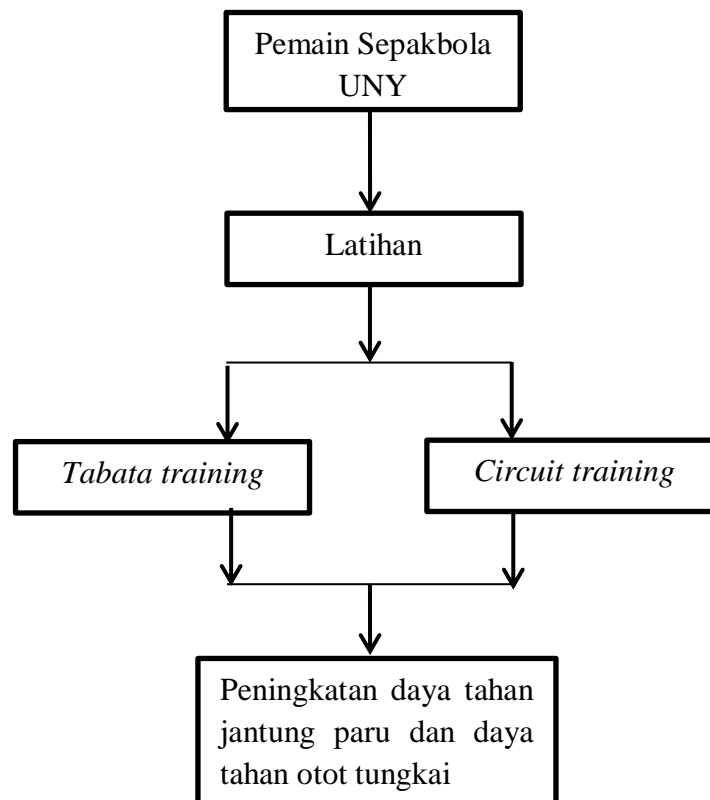 Pemain Sepakbola
UNY
Latihan
Tabata training
Circuit training
Peningkatan daya tahan
jantung paru dan daya
tahan otot tungkai